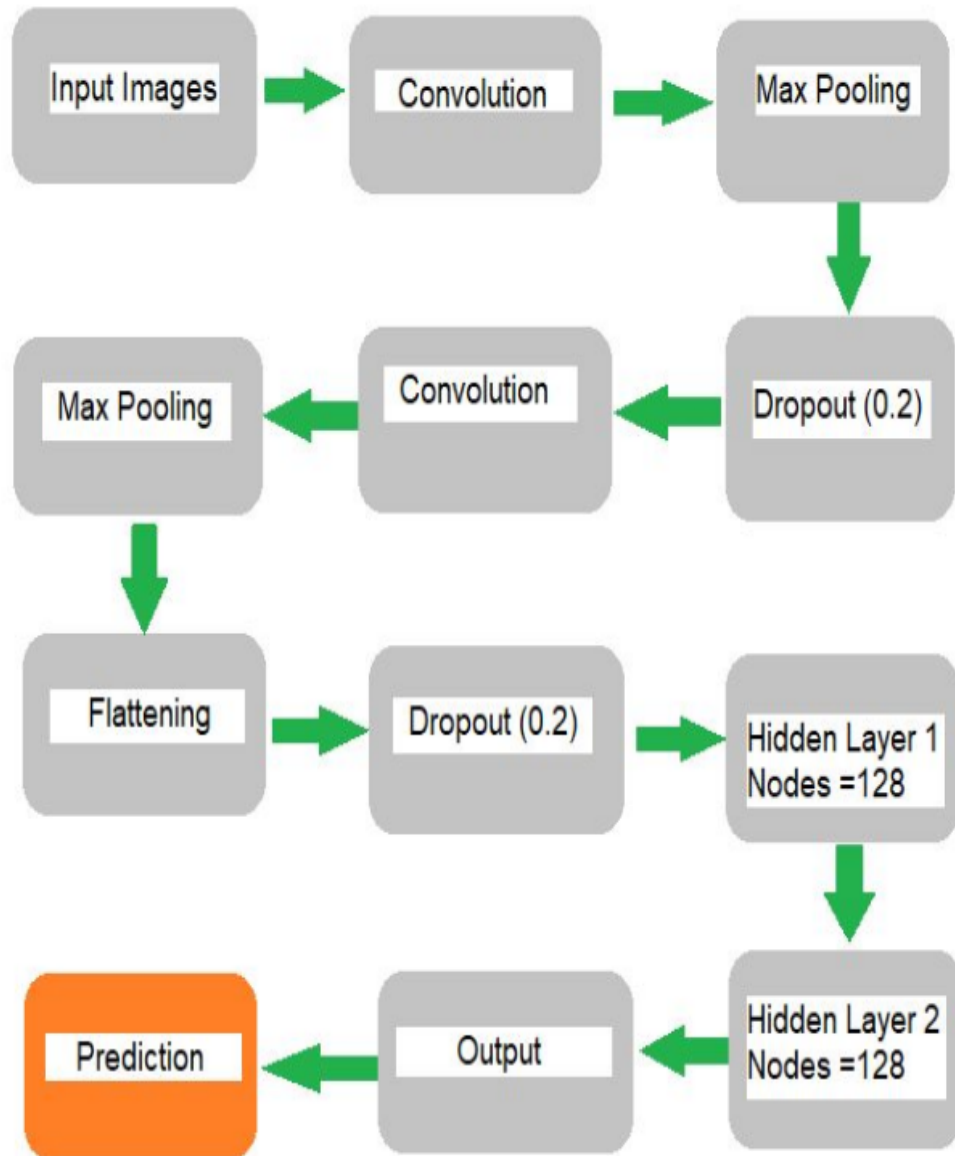 Input Images
Convolution
Max Pooling
Dropout (0.2)
Convolution
Max Pooling
Flattening
Dropout (0.2)
Hidden Layer 1
Nodes =128
Hidden Layer 2
Nodes =128
Output
Prediction